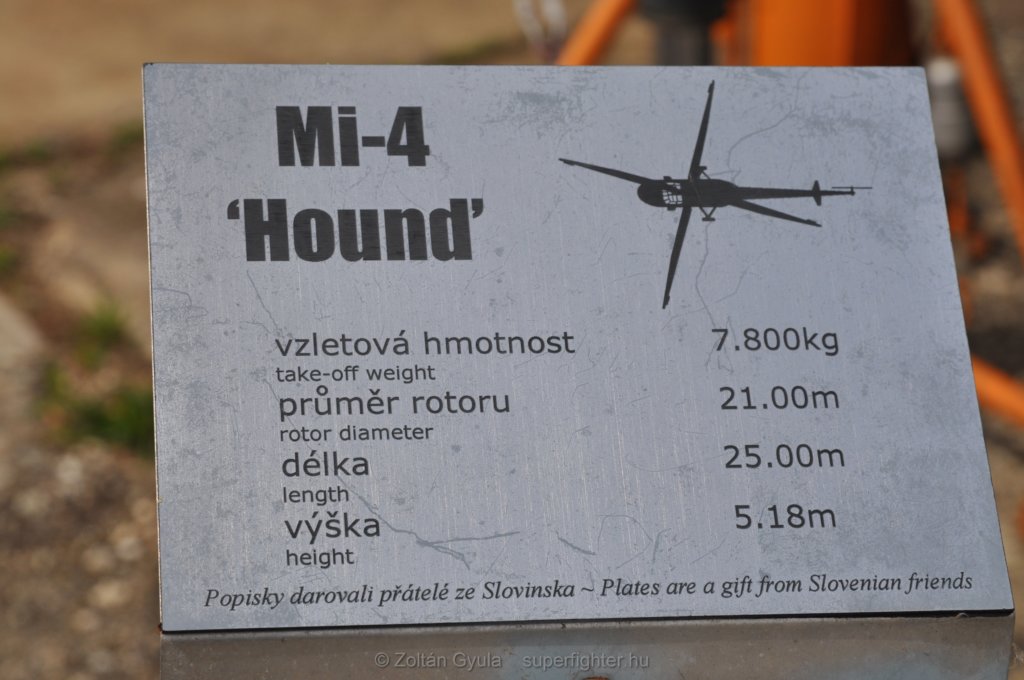 Mi-4
‘Hound’
vzletová hmotnost 7.800kg
take-off weight
průměr rotoru 21.00m
rotor diameter
délka 25.00m
length
výška 5.18m
height
Popisky darovali přátelé ze Slovinska ~ Plates are a gift from Slovenian friends
© Zoltán Gyula superfighter.hu